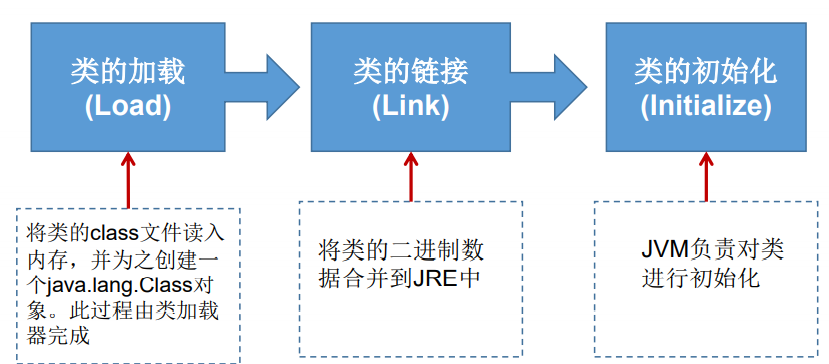 类的加载
(Load)
类的链接
(Link)
类的初始化
(Initialize)
将类的class文件读入
内存，并为之创建一
个java.lang.Class对
象。此过程由类加载
器完成
将类的二进制数
据合并到JRE中
JVM负责对类
进行初始化